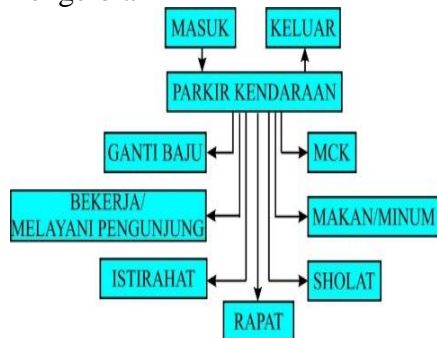 MASUK
KELUAR
PARKIR KENDARAAN
GANTI BAJU
MCK
BEKERJA/
MELAYANI PENGUNJUNG
MAKAN/MINUM
ISTIRAHAT
SHOLAT
RAPAT